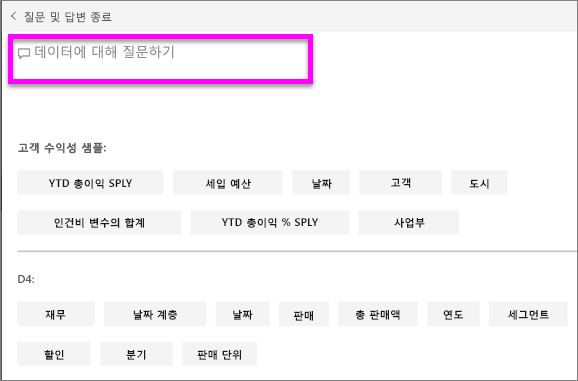 질문 및 답변 종료
데이터에 대해 질문하기
고객 수익성 샘플:
YTD 총이익 SPLY 세입 예산 날짜 고객 도시
인건비 변수의 합계 YTD 총이익 % SPLY 사업부
D4:
재무 날짜 계층 날짜 판매 총 판매액 연도 세그먼트
할인 분기 판매 단위